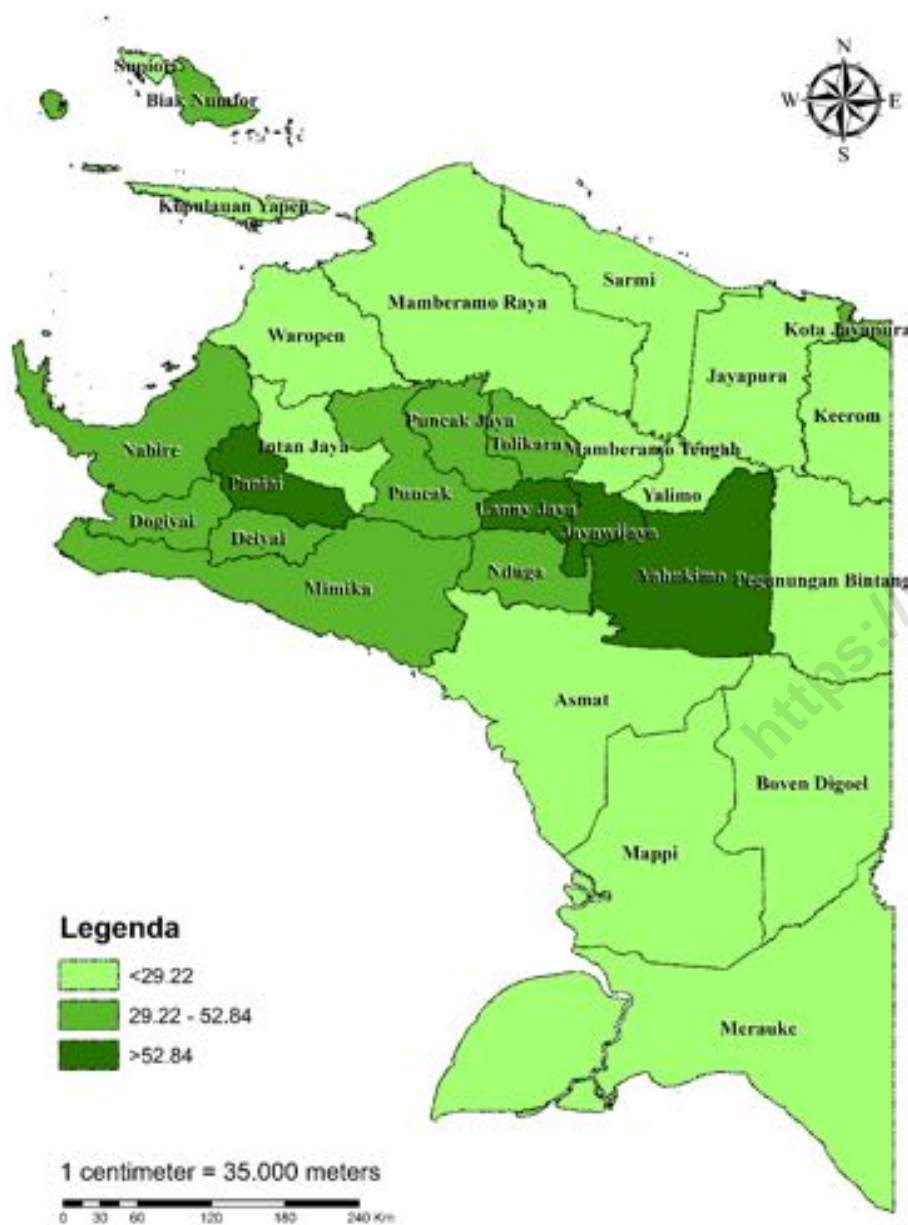 N
W E
S
Supiori
Biak Numfor
Kepulauan Yapen
Sarmi
Mamberamo Raya
Kota Jayapura
Waropen
Jayapura
Keerom
Puncak Jaya
Tolikara
Intan Jaya
Mamberamo Tengah
Nabire
Paniai
Puncak
Yalimo
Lanny Jaya
Dogiyai
Jayawijaya
Deiyai
Nduga
Yahukimo
Pegunungan Bintang
Mimika
https://
Asmat
Boven Digoel
Mappi
Legenda
<29.22
29.22 - 52.84
>52.84
Merauke
1 centimeter = 35.000 meters
0 30 60 120 180 240 Km